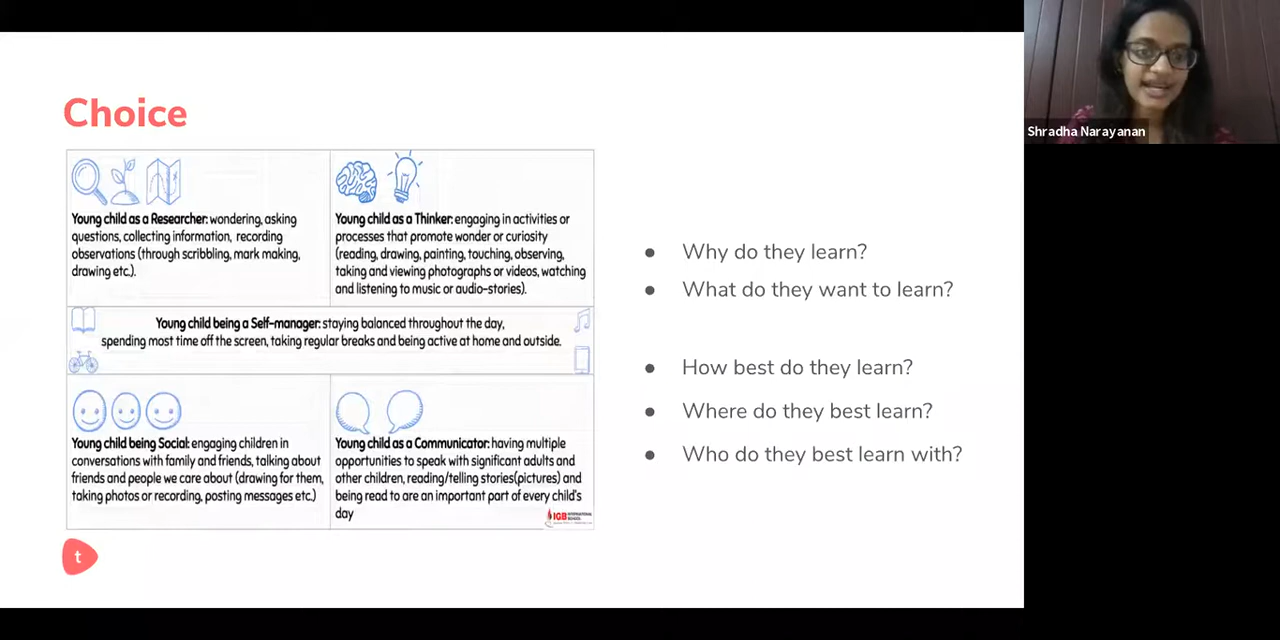 Choice
Young child as a Researcher: wondering, asking
questions, collecting information, recording
observations (through scribbling, mark making,
drawing etc.).
Young child as a Thinker: engaging in activities or
processes that promote wonder or curiosity
(reading, drawing, painting, touching, observing,
taking and viewing photographs or videos, watching
and listening to music or audio-stories).
Young child being a Self-manager: staying balanced throughout the day,
spending most time off the screen, taking regular breaks and being active at home and outside.
Young child being Social: engaging children in
conversations with family and friends, talking about
friends and people we care about (drawing for them,
taking photos or recording, posting messages etc.)
Young child as a Communicator: having multiple
opportunities to speak with significant adults and
other children, reading/telling stories(pictures) and
being read to are an important part of every child's
day
IGB INTERNATIONAL
SCHOOL
t
• Why do they learn?
• What do they want to learn?
• How best do they learn?
• Where do they best learn?
• Who do they best learn with?
Shradha Narayanan